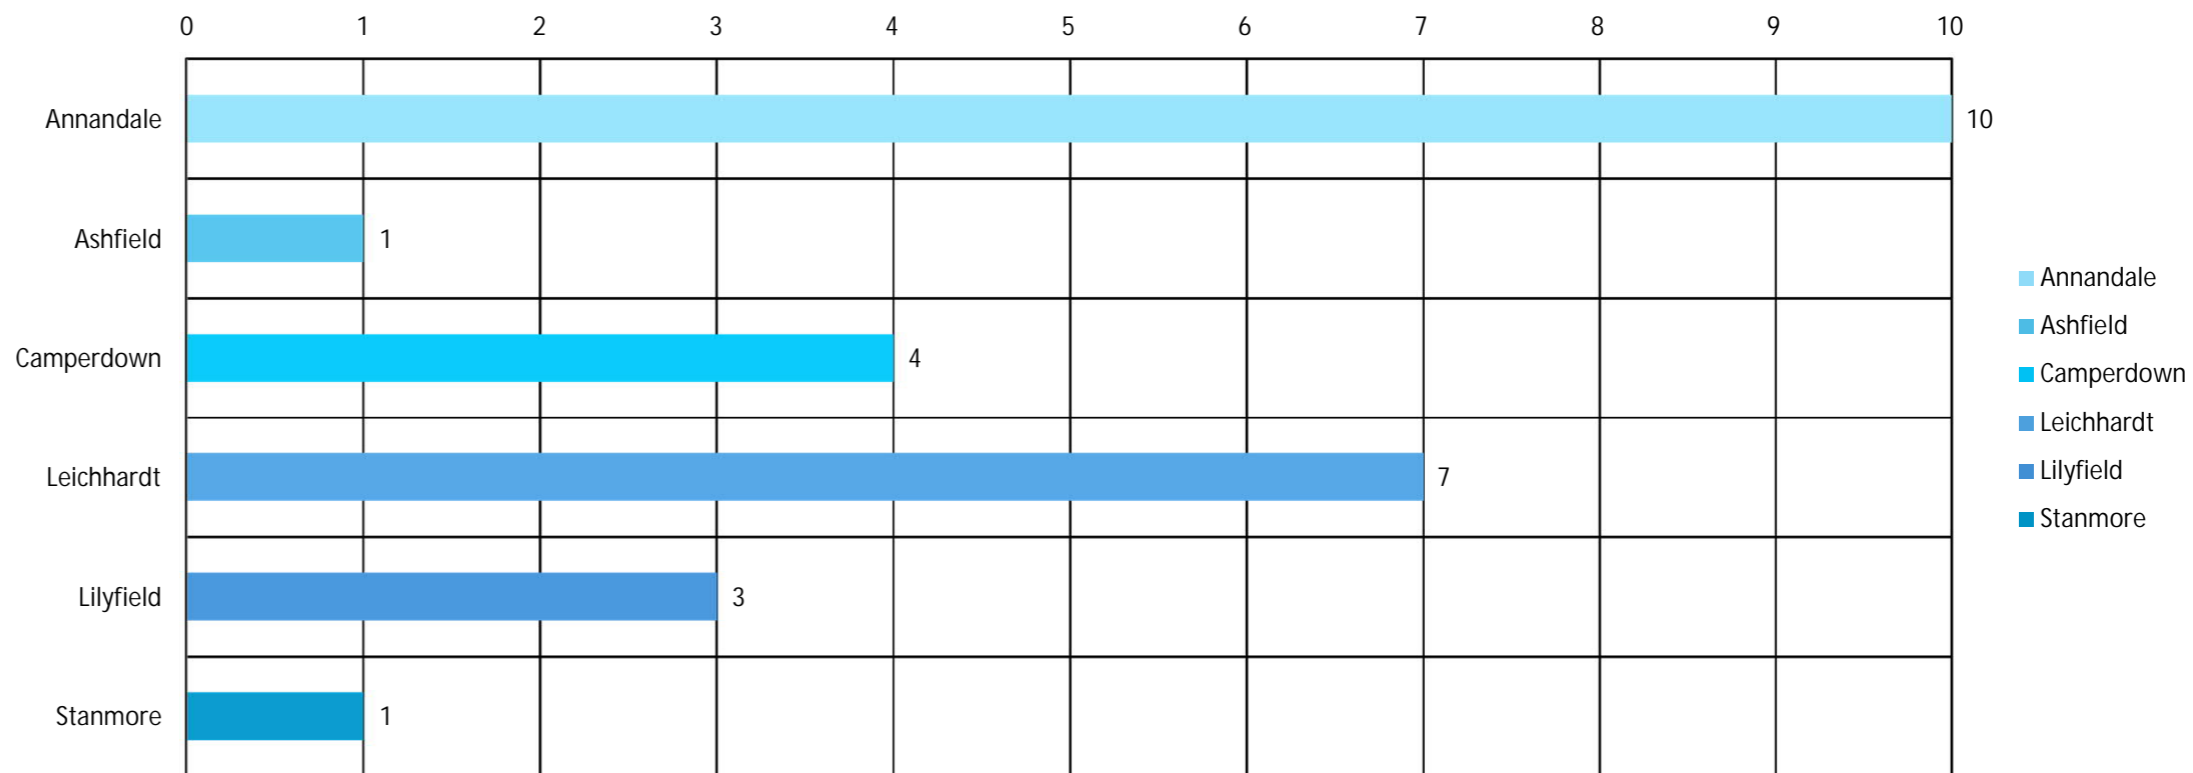 0 1 2 3 4 5 6 7 8 9 10
Annandale 10
Ashfield 1
Camperdown 4
Leichhardt 7
Lilyfield 3
Stanmore 1
Annandale
Ashfield
Camperdown
Leichhardt
Lilyfield
Stanmore